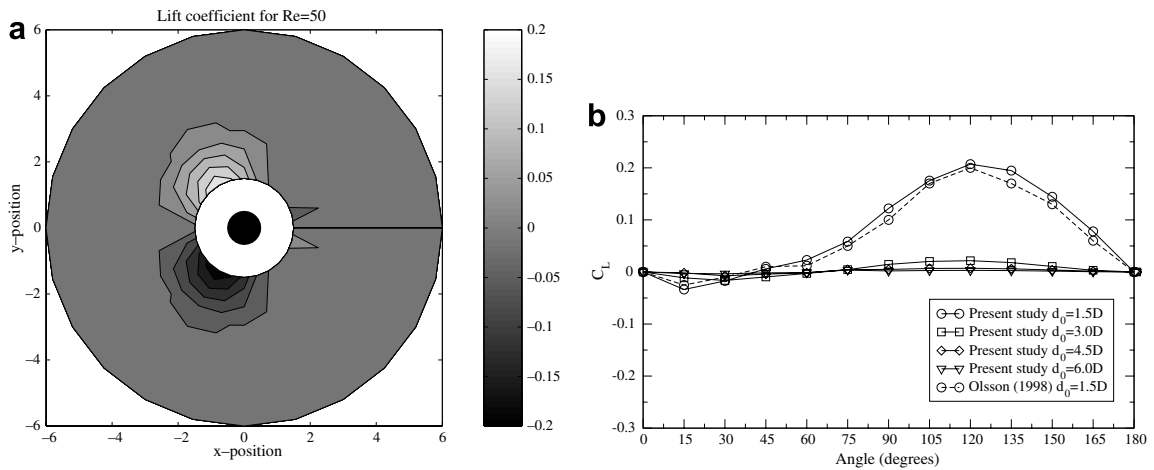 a
Lift coefficient for Re=50
6
4
2
0
−2
−4
−6
y−position
−6
−4
−2
0
2
4
6
x−position
0.2
0.15
0.1
0.05
0
−0.05
−0.1
−0.15
−0.2
b
0.3
0.2
0.1
0
-0.1
-0.2
-0.3
C_L
Present study d_0=1.5D
Present study d_0=3.0D
Present study d_0=4.5D
Present study d_0=6.0D
Olsson (1998) d_0=1.5D
0 15 30 45 60 75 90 105 120 135 150 165 180
Angle (degrees)